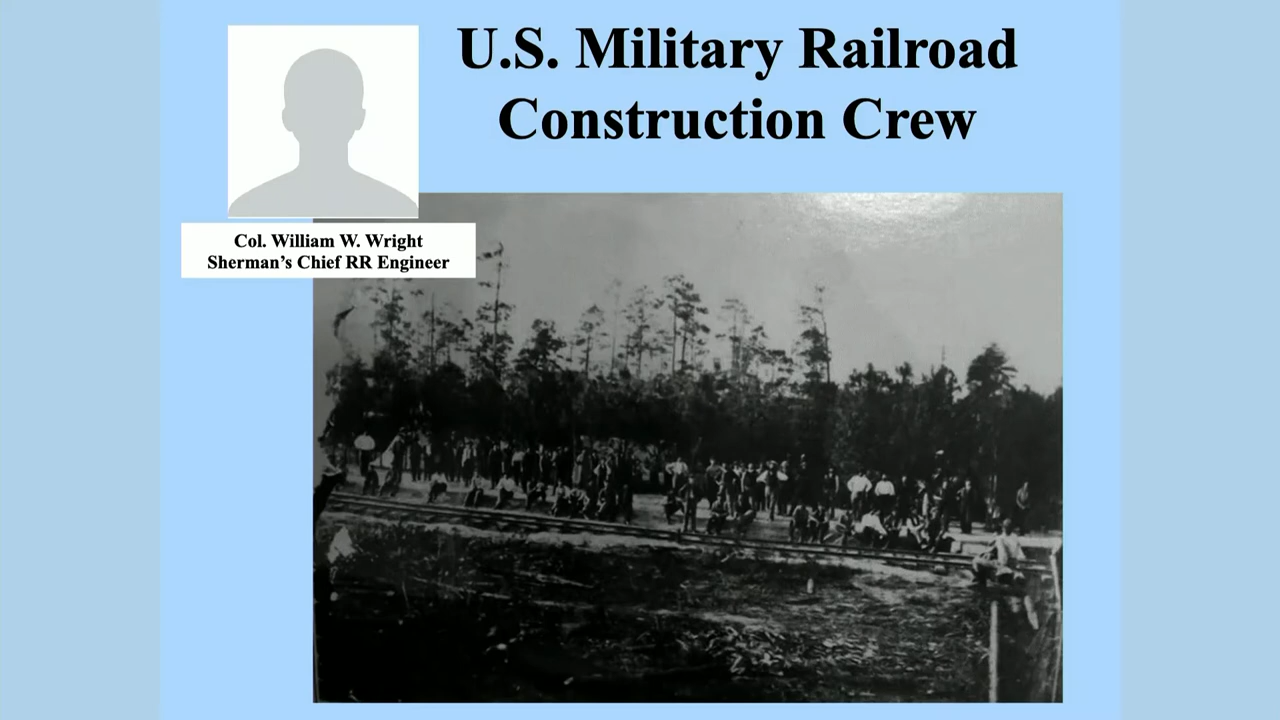 U.S. Military Railroad
Construction Crew
Col. William W. Wright
Sherman’s Chief RR Engineer